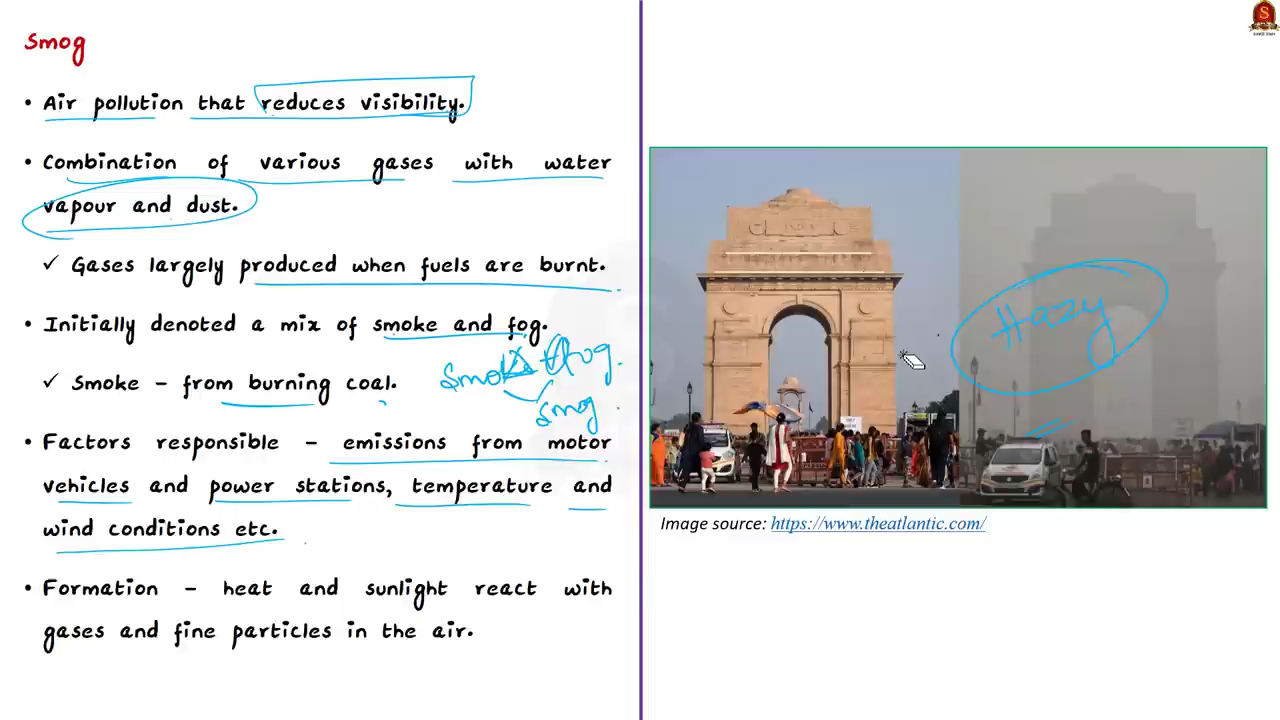 Smog
• Air pollution that reduces visibility.
• Combination of various gases with water
vapour and dust.
✓ Gases largely produced when fuels are burnt.
• Initially denoted a mix of smoke and fog.
✓ Smoke – from burning coal.
smog
• Factors responsible – emissions from motor
vehicles and power stations, temperature and
wind conditions etc.
• Formation – heat and sunlight react with
gases and fine particles in the air.
Hazy
Image source: https://www.theatlantic.com/